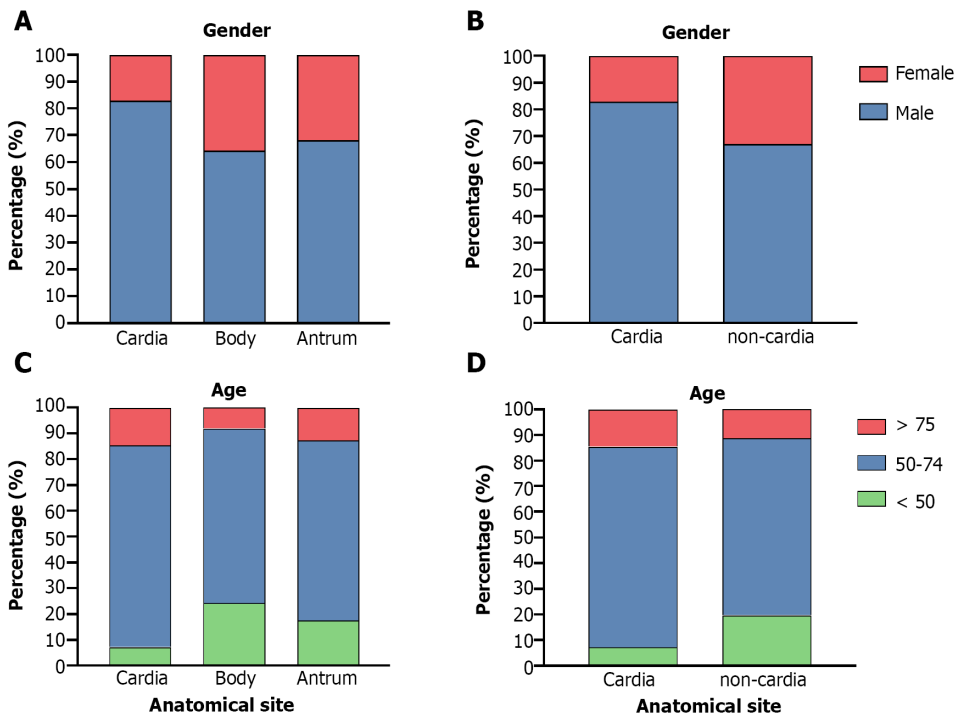 A
Gender
Percentage (%)
100
90
80
70
60
50
40
30
20
10
0
Cardia Body Antrum
B
Gender
Percentage (%)
100
90
80
70
60
50
40
30
20
10
0
Cardia non-cardia
Female
Male
C
Age
Percentage (%)
100
90
80
70
60
50
40
30
20
10
0
Cardia Body Antrum
Anatomical site
D
Age
Percentage (%)
100
90
80
70
60
50
40
30
20
10
0
Cardia non-cardia
Anatomical site
> 75
50-74
< 50